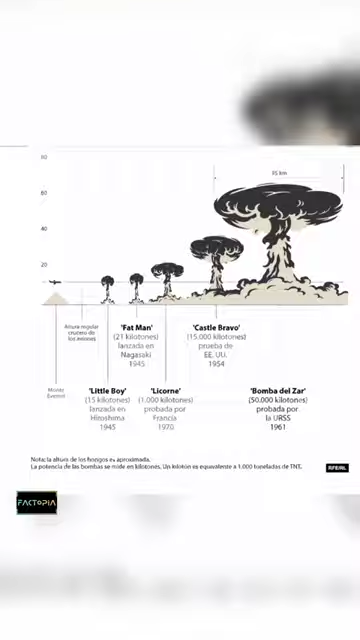 80
95 km
60
40
20
Altura regular
crucero de
los aviones
'Fat Man'
(21 kilotones)
lanzada en
Nagasaki
1945
'Castle Bravo'
(15.000 kilotones)
prueba de
EE. UU.
1954
Monte
Everest
'Little Boy'
(15 kilotones)
lanzada en
Hiroshima
1945
'Licorne'
(1.000 kilotones)
probada por
Francia
1970
'Bomba del Zar'
(50.000 kilotones)
probada por
la URSS
1961
Nota: la altura de los hongos es aproximada.
La potencia de las bombas se mide en kilotones. Un kilotón es equivalente a 1.000 toneladas de TNT.
RFE/RL
FACTOPIA